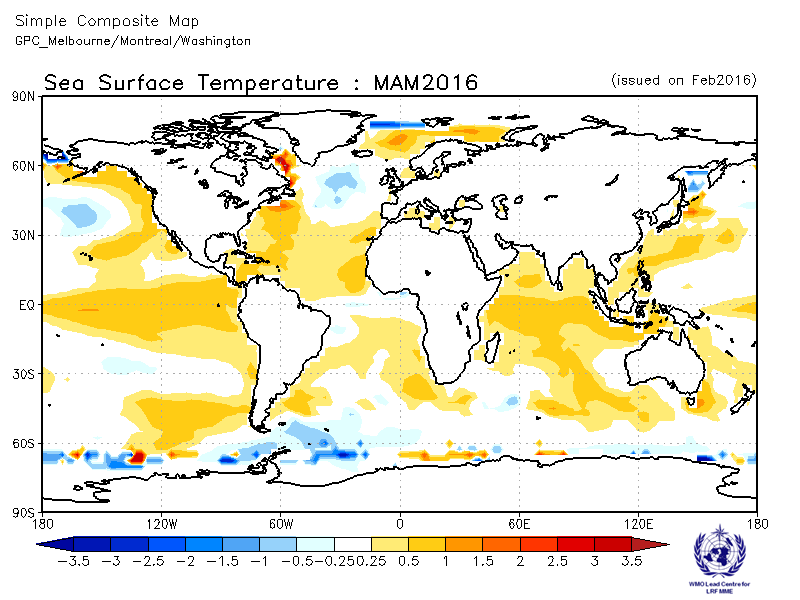 Simple Composite Map
GPC_Melbourne/Montreal/Washington
Sea Surface Temperature : MAM2016
(issued on Feb2016)
90N
60N
30N
EQ
30S
60S
90S
180 120W 60W 0 60E 120E 180
-3.5 -3 -2.5 -2 -1.5 -1 -0.5 -0.25 0.25 0.5 1 1.5 2 2.5 3 3.5
WMO Lead Centre for
LRF MME